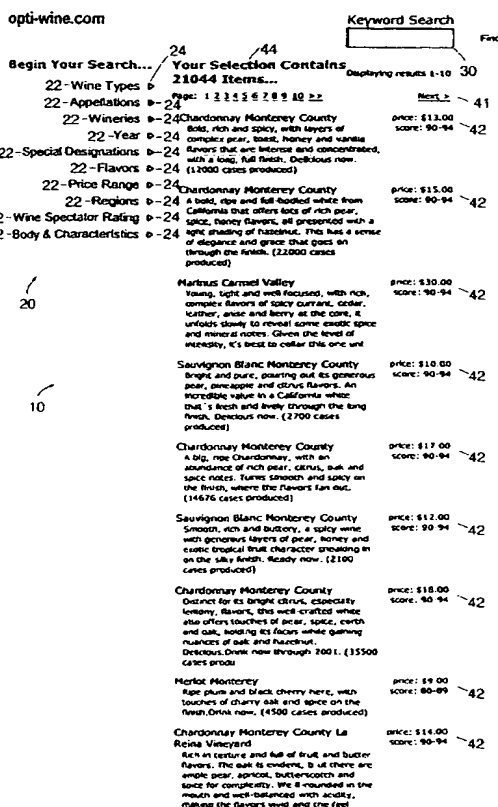 opti-wine.com
Keyword Search
Find
30
Begin Your Search...
24
44
Your Selection Contains
21044 Items...
Displaying results 1-10
Page: 1 2 3 4 5 6 7 8 9 10 >>
Next >
41
22-Wine Types
22-Appellations -24
22-Wineries -24
22-Year -24
22-Special Designations -24
22-Flavors -24
22-Price Range -24
22-Regions -24
2-Wine Spectator Rating -24
2-Body & Characteristics -24
20
10
Chardonnay Monterey County
price: $13.00
score: 90-94
42
Bold, rich and spicy, with layers of
complex pear, toast, honey and vanilla
flavors that are intense and concentrated,
with a long, full finish. Delicious now.
(12000 cases produced)
Chardonnay Monterey County
price: $15.00
score: 90-94
42
A bold, ripe and full-bodied white from
California that offers lots of rich pear,
spice, honey flavors, all presented with a
light shading of hazelnut. This has a sense
of elegance and grace that goes on
through the finish. (22000 cases
produced)
Marinus Carmel Valley
price: $30.00
score: 90-94
42
Young, tight and well focused, with rich,
complex flavors of spicy currant, cedar,
leather, anise and berry at the core, it
unfolds slowly to reveal some exotic spice
and mineral notes. Given the level of
intensity, it's best to cellar this one unt
Sauvignon Blanc Monterey County
price: $10.00
score: 90-94
42
Bright and pure, pouring out its generous
pear, pineapple and citrus flavors. An
incredible value in a California white
that's fresh and lively through the long
finish. Delicious now. (2700 cases
produced)
Chardonnay Monterey County
price: $17.00
score: 90-94
42
A big, ripe Chardonnay, with an
abundance of rich pear, citrus, oak and
spice notes. Turns smooth and spicy on
the finish, where the flavors fan out.
(14676 cases produced)
Sauvignon Blanc Monterey County
price: $12.00
score: 90-94
42
Smooth, rich and buttery, a spicy wine
with generous layers of pear, honey and
exotic tropical fruit character sneaking in
on the silky finish. Ready now. (2100
cases produced)
Chardonnay Monterey County
price: $18.00
score: 90-94
42
Distinct for its bright citrus, especially
lemony, flavors, this well-crafted white
also offers touches of pear, spice, earth
and oak, holding its focus while gaining
nuances of oak and hazelnut.
Delicious.Drink now through 2001. (35500
cases produ
Merlot Monterey
price: $9.00
score: 80-89
42
Ripe plum and black cherry here, with
touches of charry oak and spice on the
finish.Drink now. (4500 cases produced)
Chardonnay Monterey County La
Reina Vineyard
price: $14.00
score: 90-94
42
Rich in texture and full of fruit and butter
flavors. The oak is evident, but there are
ample pear, apricot, butterscotch and
spice for complexity. Well-rounded in the
mouth and well-balanced with acidity,
making the flavors vivid and the feel